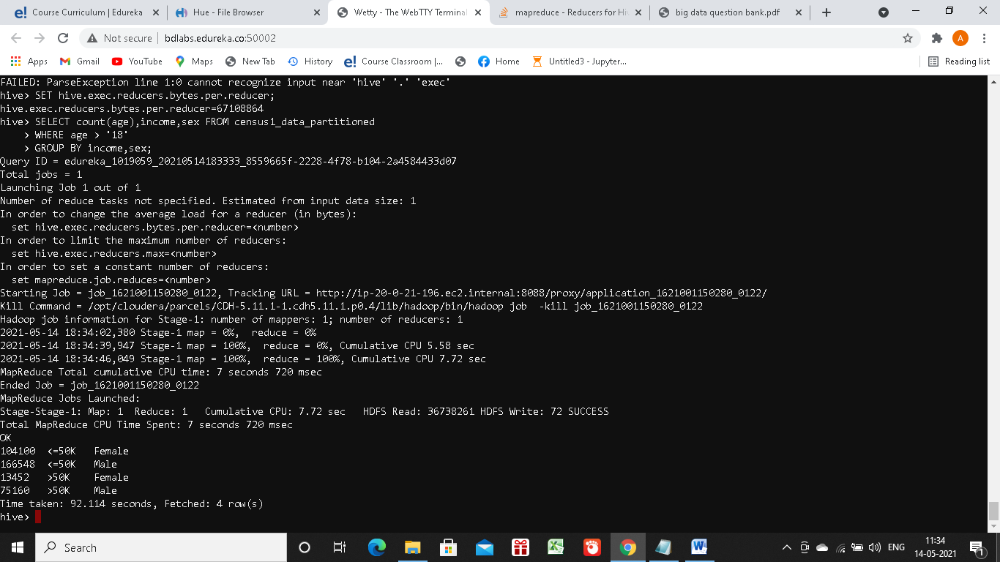 Course Curriculum | Edureka
Hue - File Browser
Wetty - The WebTTY Terminal
mapreduce - Reducers for Hiv
big data question bank.pdf
Not secure | bdlabs.edureka.co:50002
A
Apps
Gmail
YouTube
Maps
New Tab
History
e! Course Classroom |...
Home
Untitled3 - Jupyter...
Reading list
FAILED: ParseException line 1:0 cannot recognize input near 'hive' '.' 'exec'
hive> SET hive.exec.reducers.bytes.per.reducer;
hive.exec.reducers.bytes.per.reducer=67108864
hive> SELECT count(age),income,sex FROM census1_data_partitioned
    > WHERE age > '18'
    > GROUP BY income,sex;
Query ID = edureka_1019059_20210514183333_8559665f-2228-4f78-b104-2a4584433d07
Total jobs = 1
Launching Job 1 out of 1
Number of reduce tasks not specified. Estimated from input data size: 1
In order to change the average load for a reducer (in bytes):
  set hive.exec.reducers.bytes.per.reducer=<number>
In order to limit the maximum number of reducers:
  set hive.exec.reducers.max=<number>
In order to set a constant number of reducers:
  set mapreduce.job.reduces=<number>
Starting Job = job_1621001150280_0122, Tracking URL = http://ip-20-0-21-196.ec2.internal:8088/proxy/application_1621001150280_0122/
Kill Command = /opt/cloudera/parcels/CDH-5.11.1-1.cdh5.11.1.p0.4/lib/hadoop/bin/hadoop job  -kill job_1621001150280_0122
Hadoop job information for Stage-1: number of mappers: 1; number of reducers: 1
2021-05-14 18:34:02,380 Stage-1 map = 0%,  reduce = 0%
2021-05-14 18:34:39,947 Stage-1 map = 100%,  reduce = 0%, Cumulative CPU 5.58 sec
2021-05-14 18:34:46,049 Stage-1 map = 100%,  reduce = 100%, Cumulative CPU 7.72 sec
MapReduce Total cumulative CPU time: 7 seconds 720 msec
Ended Job = job_1621001150280_0122
MapReduce Jobs Launched:
Stage-Stage-1: Map: 1  Reduce: 1   Cumulative CPU: 7.72 sec   HDFS Read: 36738261 HDFS Write: 72 SUCCESS
Total MapReduce CPU Time Spent: 7 seconds 720 msec
OK
104100  <=50K   Female
166548  <=50K   Male
13452   >50K    Female
75160   >50K    Male
Time taken: 92.114 seconds, Fetched: 4 row(s)
hive>
Search
ENG
11:34
14-05-2021
1